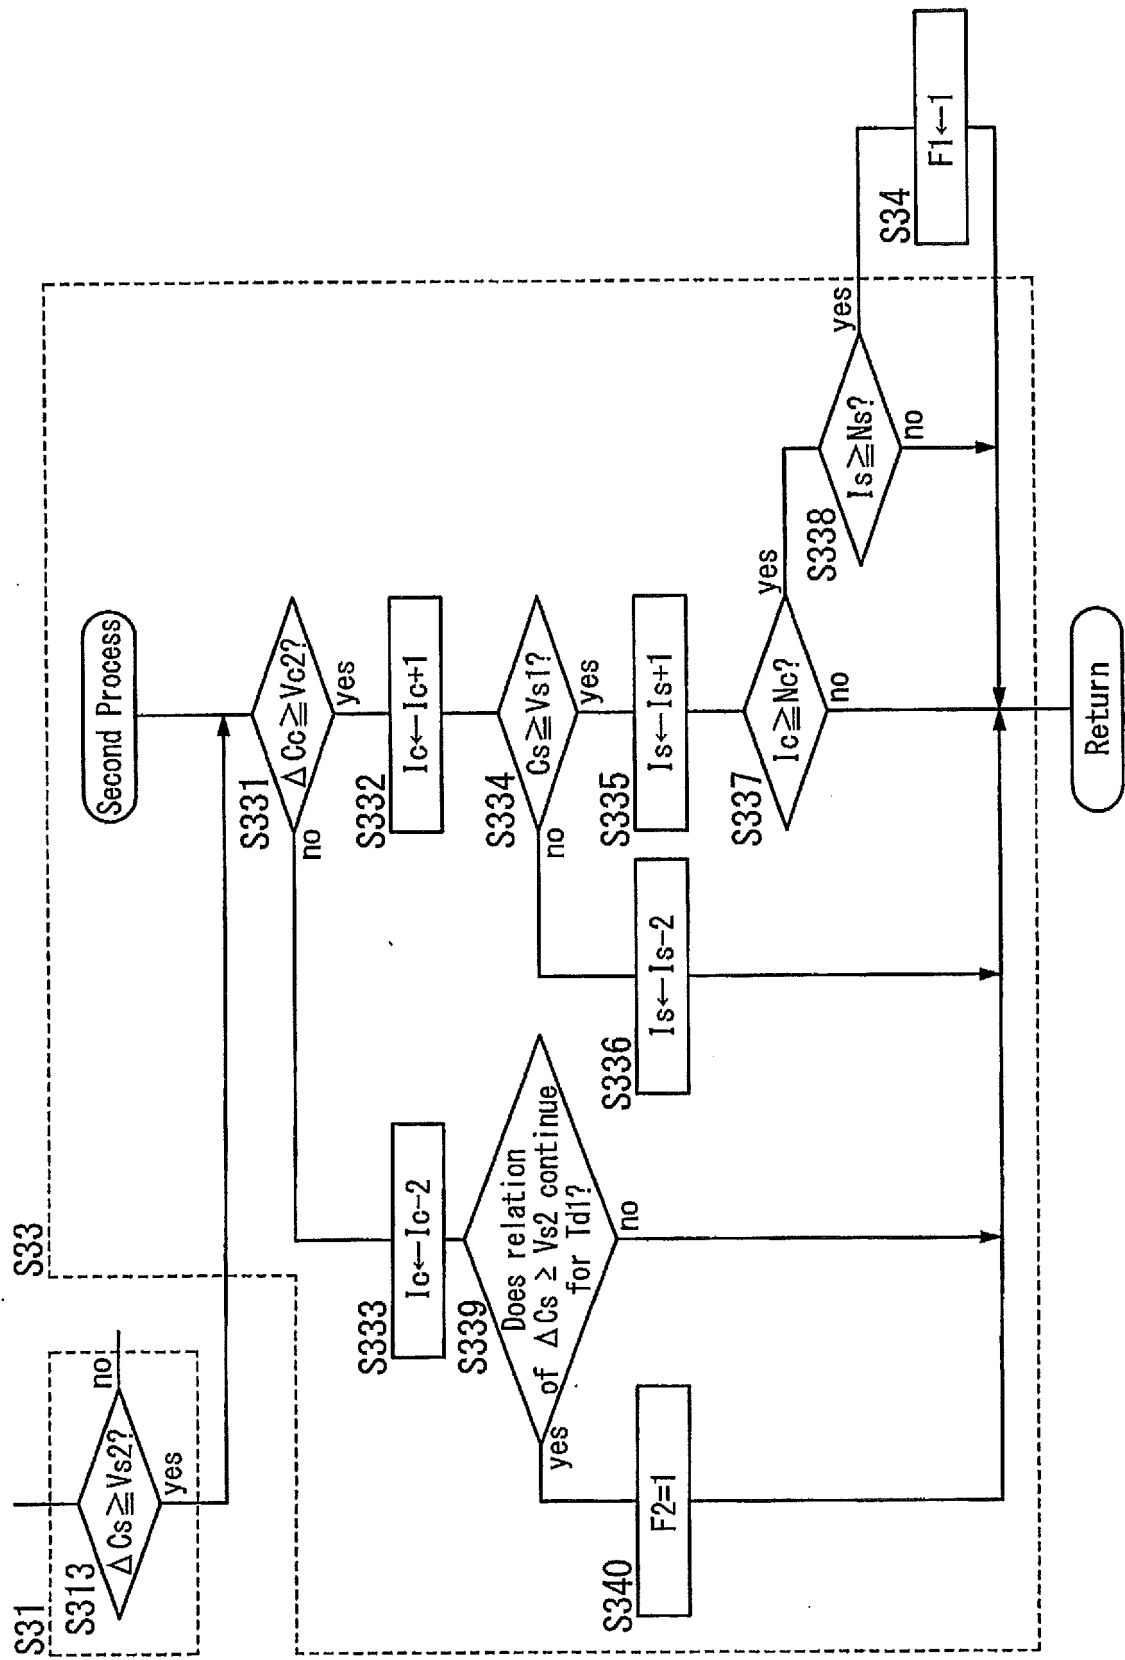 S31
S313
ΔCs≧Vs2?
no
yes
S33
Second Process
S331
ΔCc≧Vc2?
no
yes
S332
Ic←Ic+1
S333
Ic←Ic-2
S334
Cs≧Vs1?
no
yes
S335
Is←Is+1
S336
Is←Is-2
S339
Does relation
of ΔCs ≥ Vs2 continue
for Td1?
yes
no
S340
F2=1
S337
Ic≧Nc?
yes
no
S338
Is≧Ns?
yes
no
S34
F1←1
Return